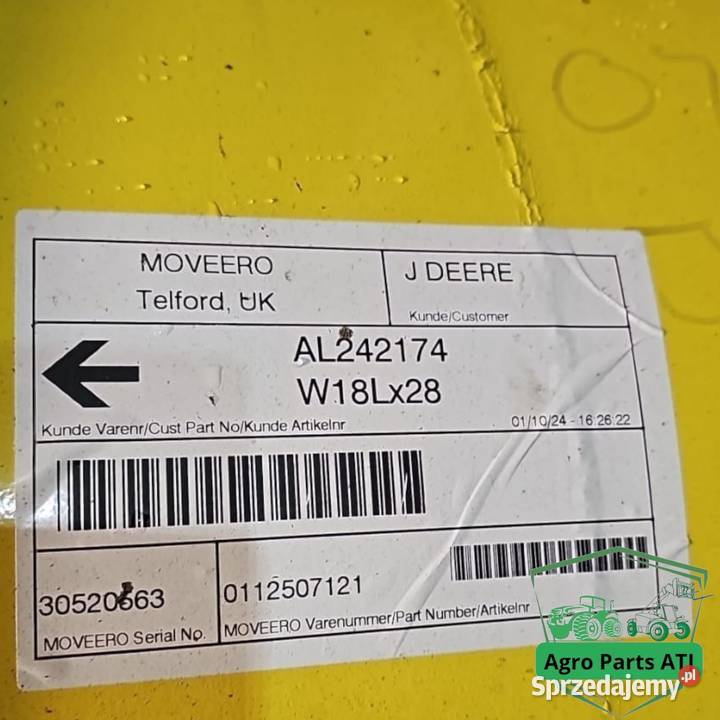 MOVEERO
Telford, UK
J DEERE
Kunde/Customer
AL242174
W18Lx28
Kunde Varenr/Cust Part No/Kunde Artikelnr
01/10/24 - 16:26:22
0112507121
MOVEERO Serial No.
MOVEERO Varenummer/Part Number/Artikelnr
Agro Parts ATI
Sprzedajemy.pl